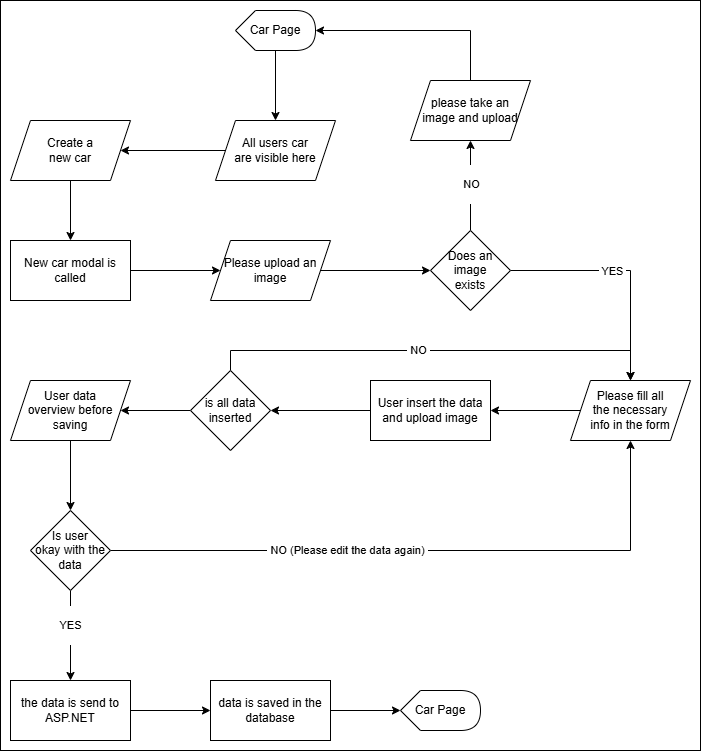 Car Page
please take an
image and upload
Create a
new car
All users car
are visible here
NO
New car modal is
called
Please upload an
image
Does an
image
exists
YES
NO
User data
overview before
saving
is all data
inserted
User insert the data
and upload image
Please fill all
the necessary
info in the form
Is user
okay with the
data
NO (Please edit the data again)
YES
the data is send to
ASP.NET
data is saved in the
database
Car Page